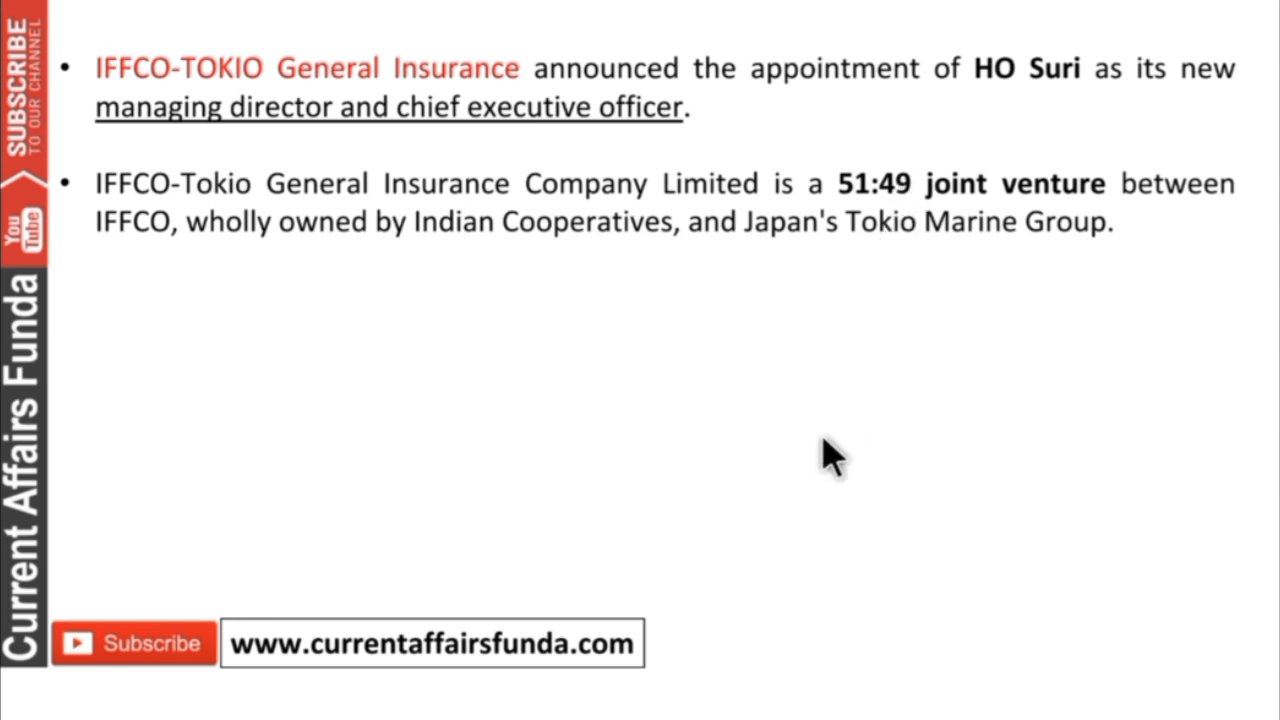 SUBSCRIBE
TO OUR CHANNEL
You
Tube
Current Affairs Funda
• IFFCO-TOKIO General Insurance announced the appointment of HO Suri as its new
managing director and chief executive officer.
• IFFCO-Tokio General Insurance Company Limited is a 51:49 joint venture between
IFFCO, wholly owned by Indian Cooperatives, and Japan's Tokio Marine Group.
Subscribe
www.currentaffairsfunda.com